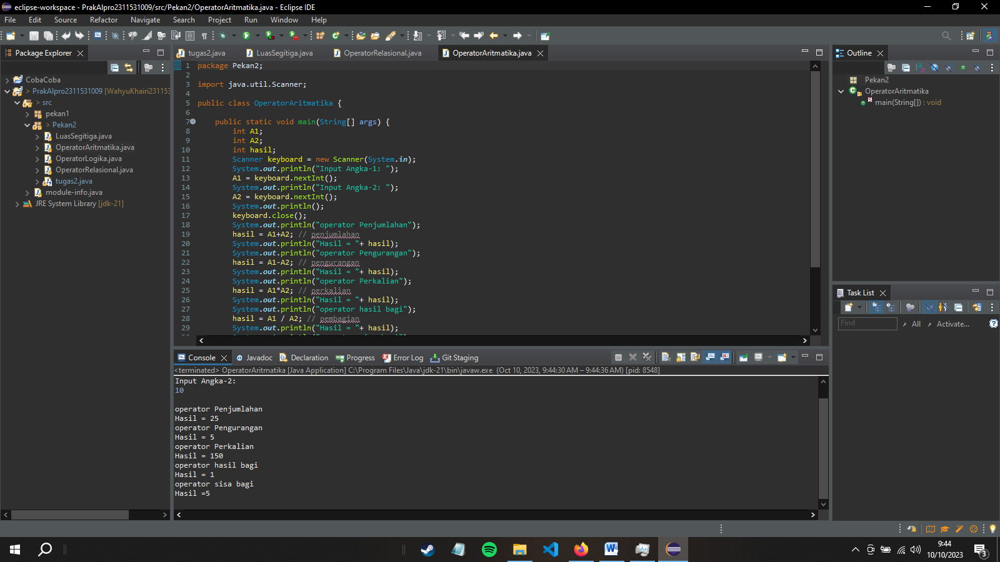 eclipse-workspace - PrakAlpro2311531009/src/Pekan2/OperatorAritmatika.java - Eclipse IDE
File Edit Source Refactor Navigate Search Project Run Window Help
Package Explorer
CobaCoba
> PrakAlpro2311531009 [WahyuKhairi231153
> src
pekan1
> Pekan2
LuasSegitiga.java
OperatorAritmatika.java
OperatorLogika.java
OperatorRelasional.java
tugas2.java
module-info.java
JRE System Library [jdk-21]
tugas2.java LuasSegitiga.java OperatorRelasional.java OperatorAritmatika.java
1 package Pekan2;
2
3 import java.util.Scanner;
4
5 public class OperatorAritmatika {
6
7 public static void main(String[] args) {
8 int A1;
9 int A2;
10 int hasil;
11 Scanner keyboard = new Scanner(System.in);
12 System.out.println("Input Angka-1: ");
13 A1 = keyboard.nextInt();
14 System.out.println("Input Angka-2: ");
15 A2 = keyboard.nextInt();
16 System.out.println();
17 keyboard.close();
18 System.out.println("operator Penjumlahan");
19 hasil = A1+A2; // penjumlahan
20 System.out.println("Hasil = "+ hasil);
21 System.out.println("operator Pengurangan");
22 hasil = A1-A2; // pengurangan
23 System.out.println("Hasil = "+ hasil);
24 System.out.println("operator Perkalian");
25 hasil = A1*A2; // perkalian
26 System.out.println("Hasil = "+ hasil);
27 System.out.println("operator hasil bagi");
28 hasil = A1 / A2; // pembagian
29 System.out.println("Hasil = "+ hasil);
Console Javadoc Declaration Progress Error Log Git Staging
<terminated> OperatorAritmatika [Java Application] C:\Program Files\Java\jdk-21\bin\javaw.exe (Oct 10, 2023, 9:44:30 AM – 9:44:36 AM) [pid: 8548]
Input Angka-2:
10
operator Penjumlahan
Hasil = 25
operator Pengurangan
Hasil = 5
operator Perkalian
Hasil = 150
operator hasil bagi
Hasil = 1
operator sisa bagi
Hasil =5
Outline
Pekan2
OperatorAritmatika
main(String[]) : void
Task List
Find All Activate...
9:44
10/10/2023
3